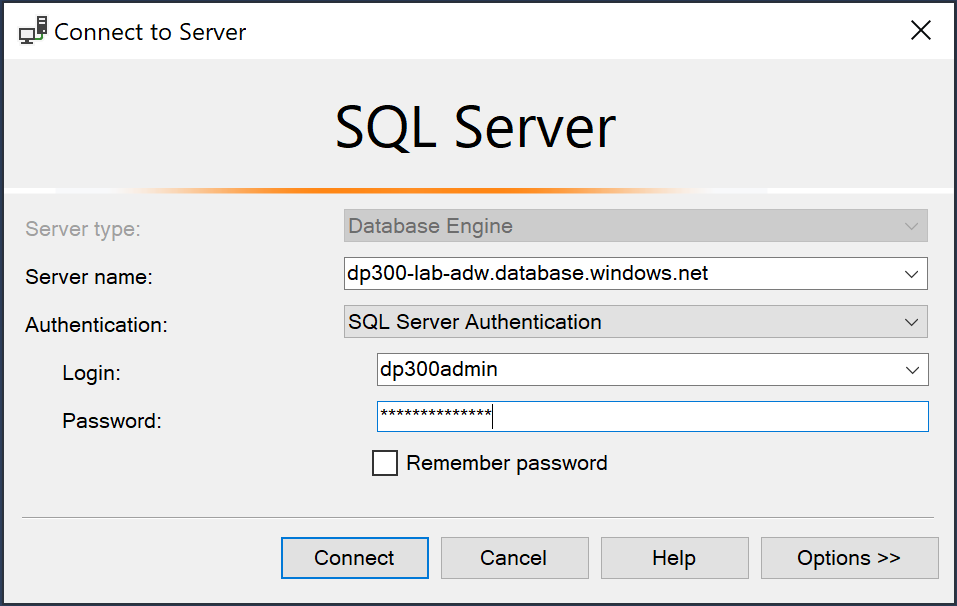 Connect to Server
SQL Server
Server type: Database Engine
Server name: dp300-lab-adw.database.windows.net
Authentication: SQL Server Authentication
Login: dp300admin
Password: **************
Remember password
Connect Cancel Help Options >>